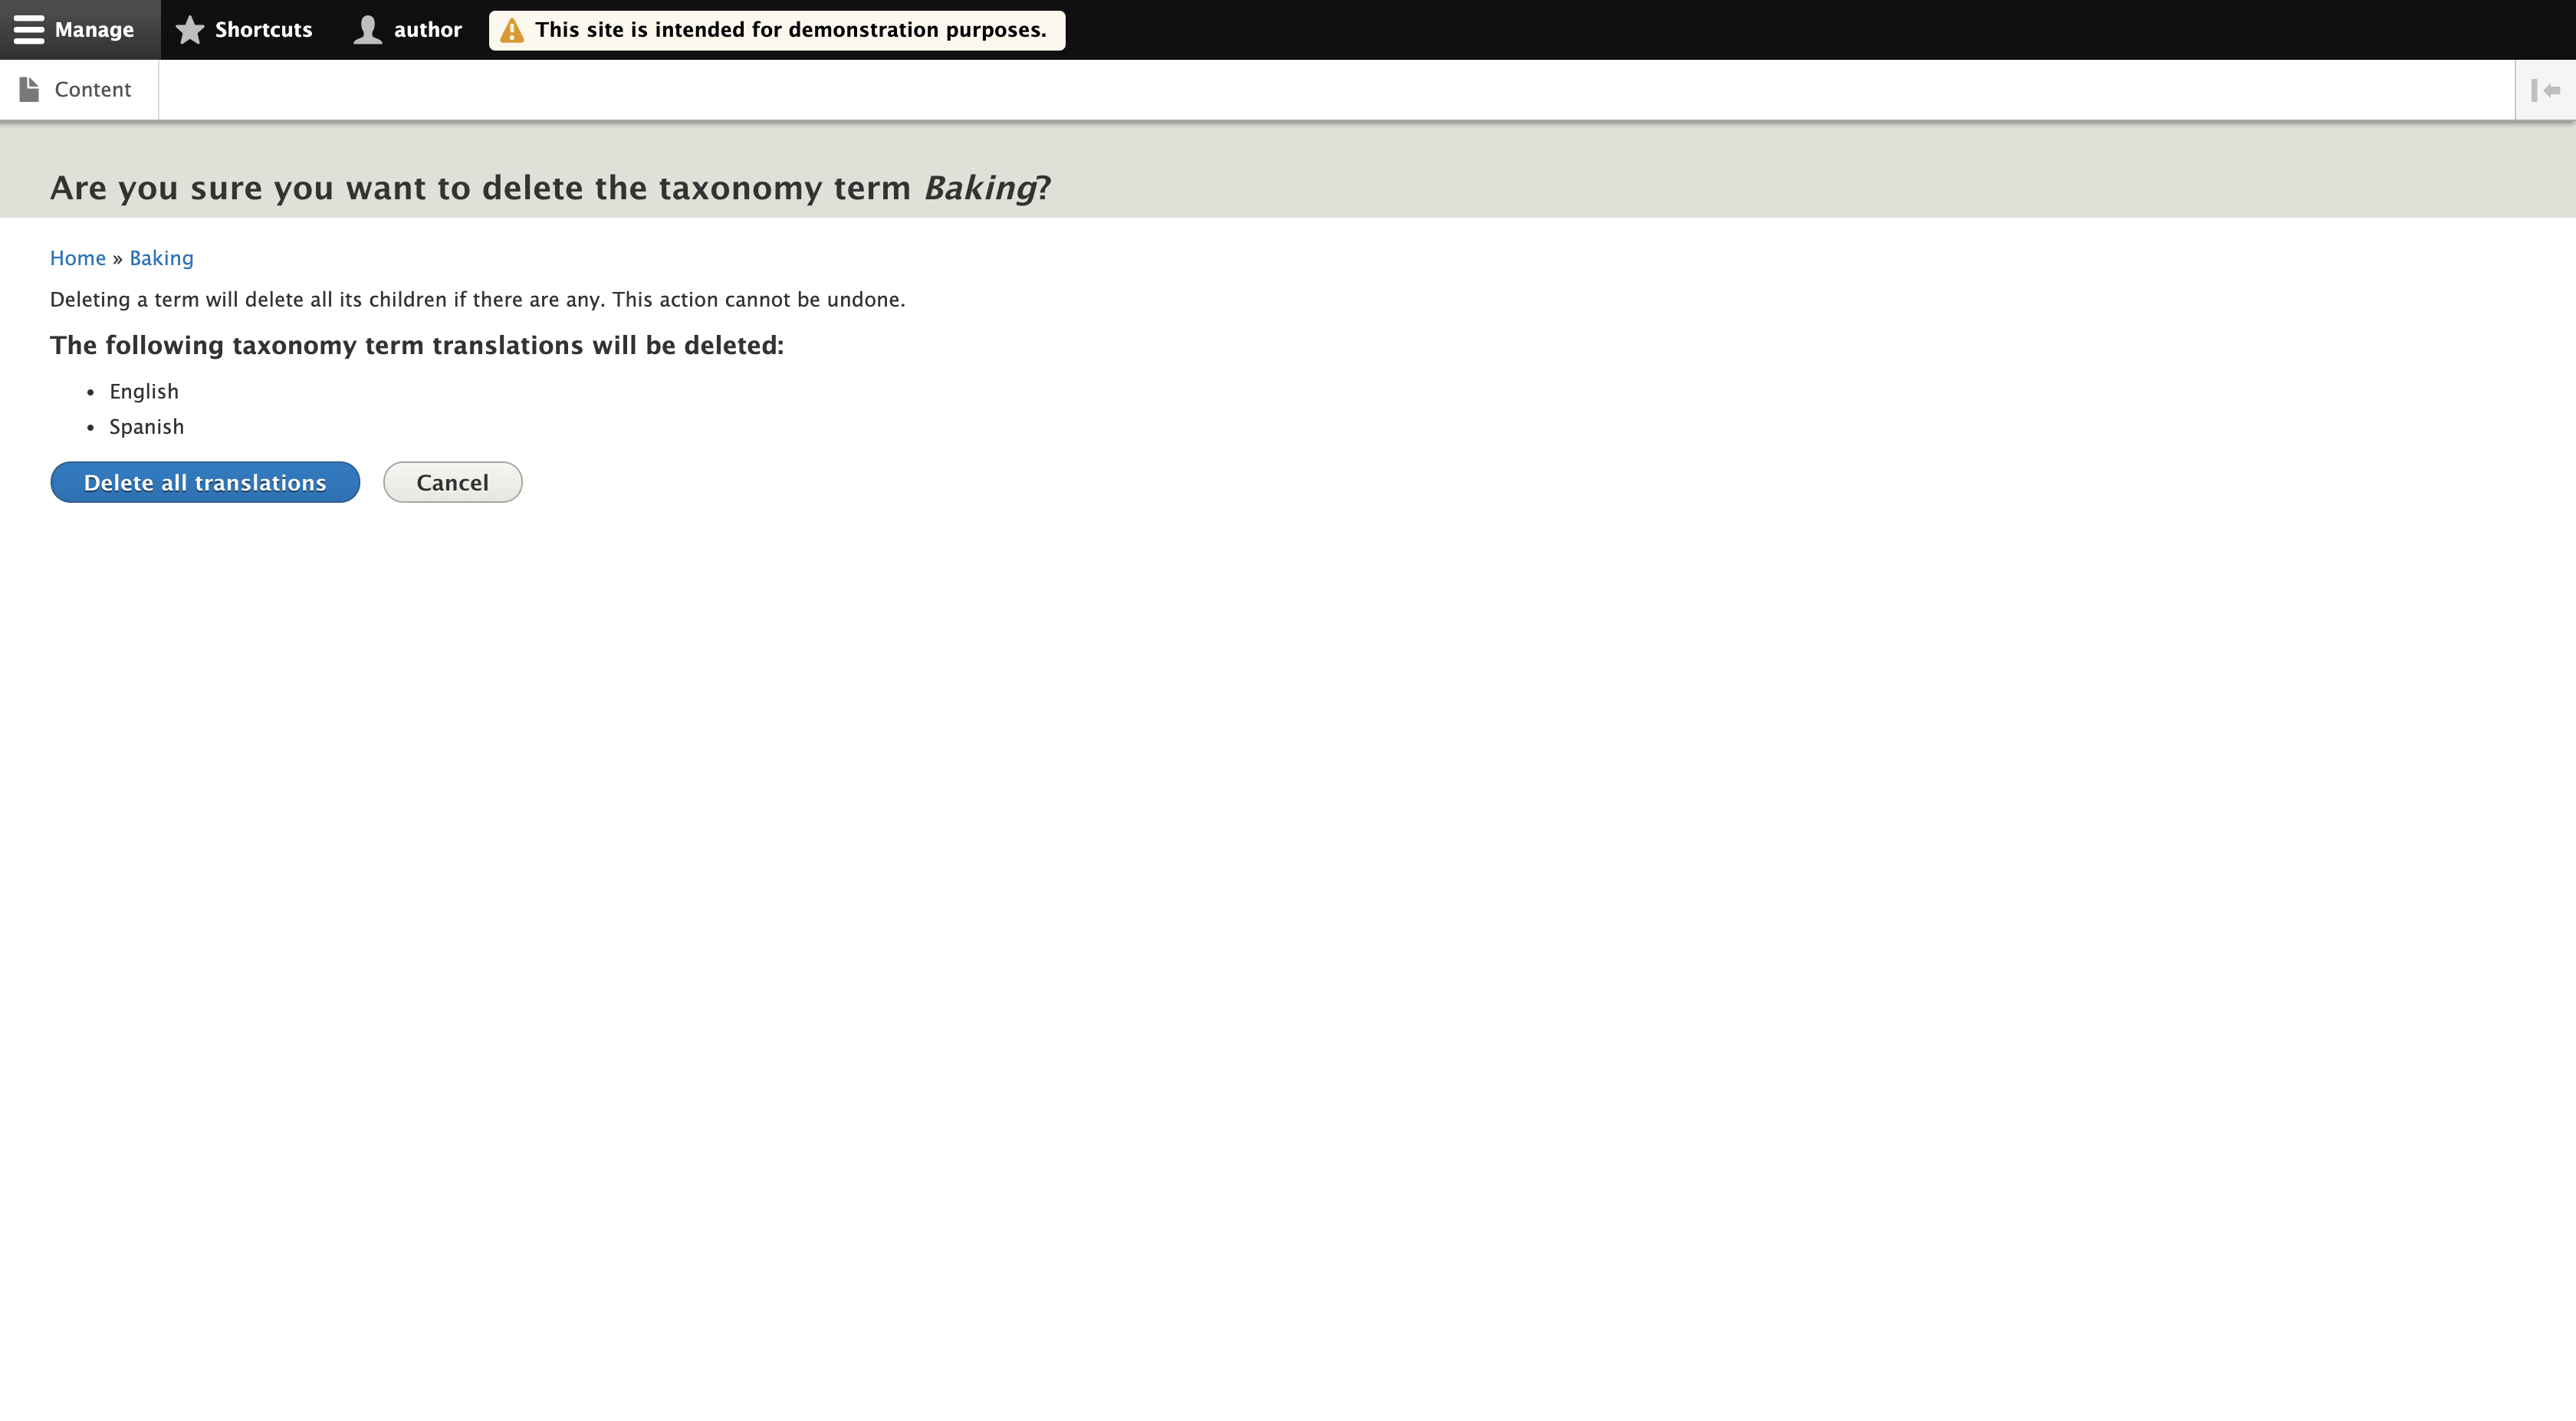 Manage Shortcuts author This site is intended for demonstration purposes.
Content
Are you sure you want to delete the taxonomy term Baking?
Home » Baking
Deleting a term will delete all its children if there are any. This action cannot be undone.
The following taxonomy term translations will be deleted:
• English
• Spanish
Delete all translations Cancel